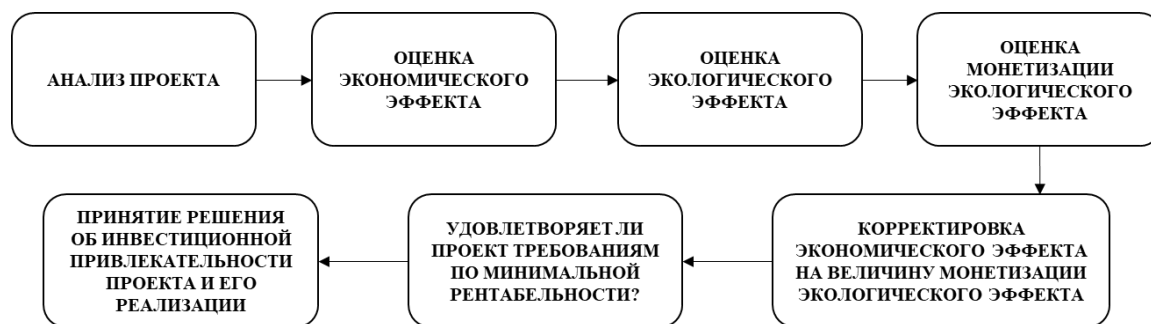 АНАЛИЗ ПРОЕКТА
ОЦЕНКА
ЭКОНОМИЧЕСКОГО
ЭФФЕКТА
ОЦЕНКА
ЭКОЛОГИЧЕСКОГО
ЭФФЕКТА
ОЦЕНКА
МОНЕТИЗАЦИИ
ЭКОЛОГИЧЕСКОГО
ЭФФЕКТА
КОРРЕКТИРОВКА
ЭКОНОМИЧЕСКОГО ЭФФЕКТА
НА ВЕЛИЧИНУ МОНЕТИЗАЦИИ
ЭКОЛОГИЧЕСКОГО ЭФФЕКТА
УДОВЛЕТВОРЯЕТ ЛИ
ПРОЕКТ ТРЕБОВАНИЯМ
ПО МИНИМАЛЬНОЙ
РЕНТАБЕЛЬНОСТИ?
ПРИНЯТИЕ РЕШЕНИЯ
ОБ ИНВЕСТИЦИОННОЙ
ПРИВЛЕКАТЕЛЬНОСТИ
ПРОЕКТА И ЕГО
РЕАЛИЗАЦИИ